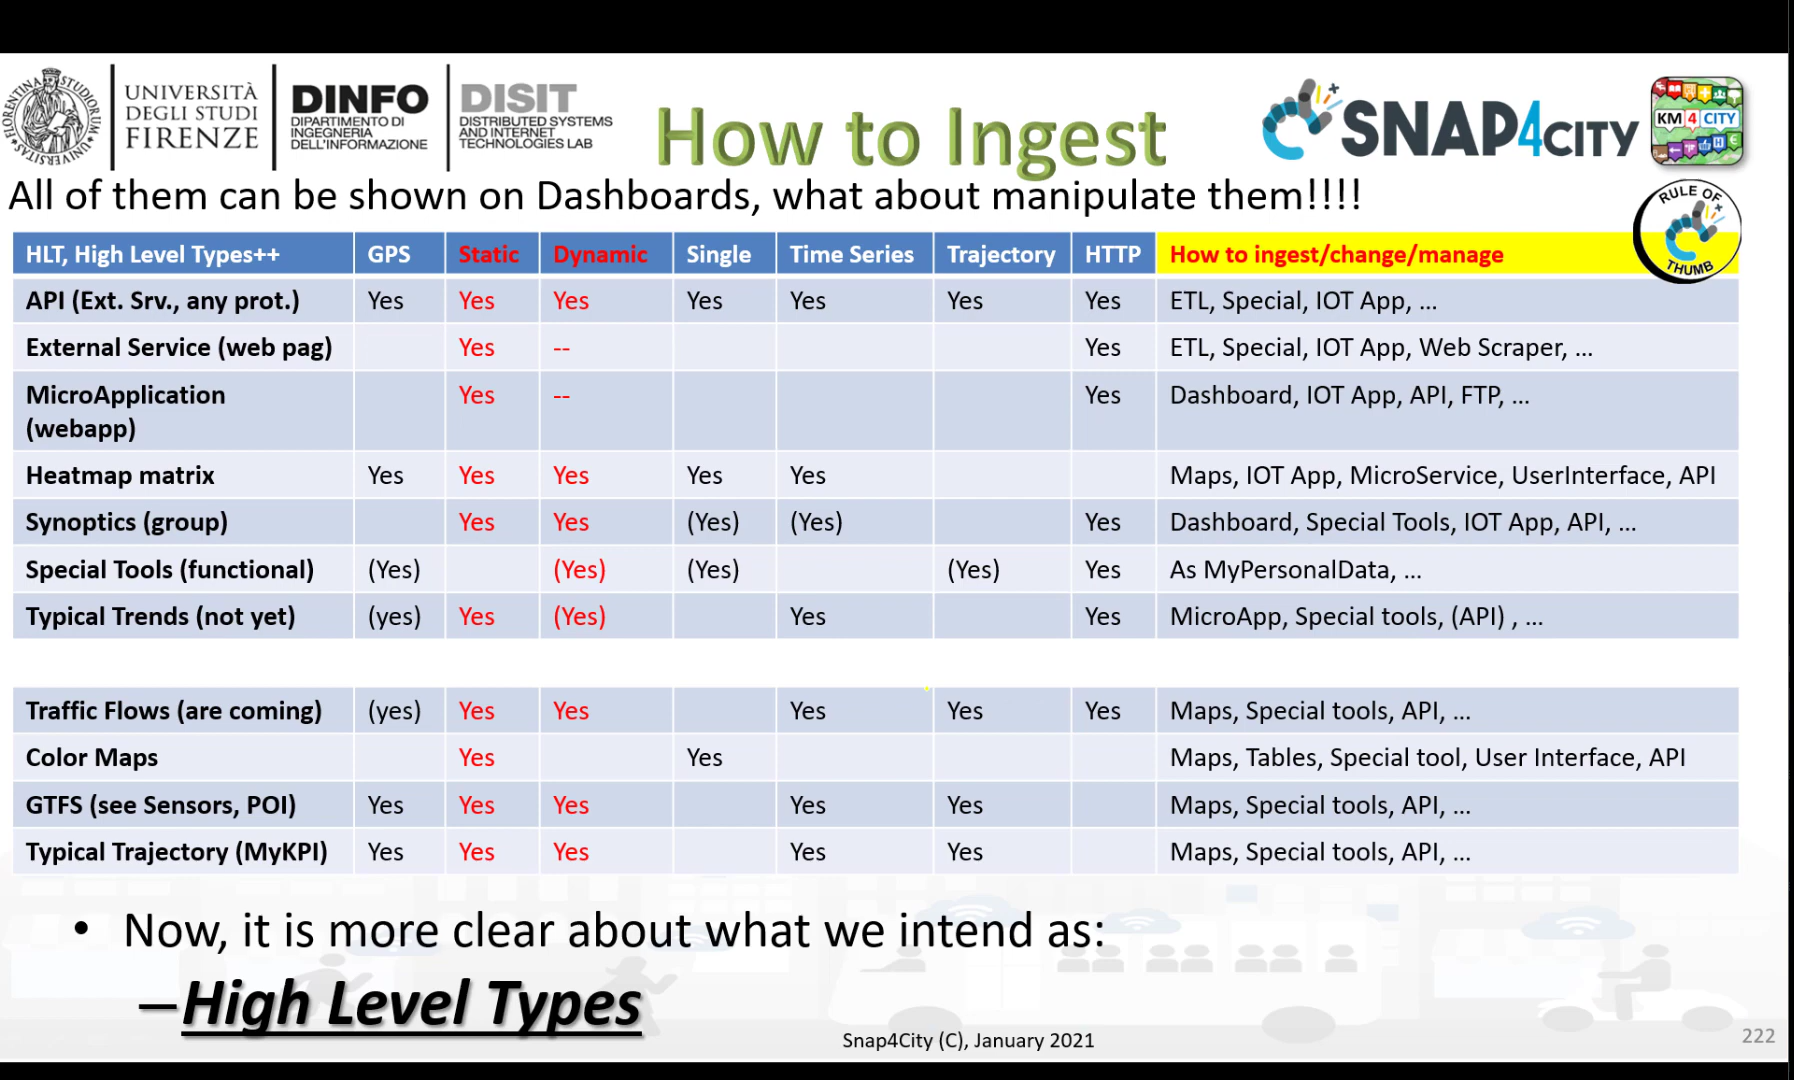 UNIVERSITÀ
DEGLI STUDI
FIRENZE
DINFO
DIPARTIMENTO DI
INGEGNERIA
DELL'INFORMAZIONE
DISIT
DISTRIBUTED SYSTEMS
AND INTERNET
TECHNOLOGIES LAB
How to Ingest
SNAP4CITY
KM 4 CITY
All of them can be shown on Dashboards, what about manipulate them!!!!
RULE OF
THUMB
HLT, High Level Types++ GPS Static Dynamic Single Time Series Trajectory HTTP How to ingest/change/manage
API (Ext. Srv., any prot.) Yes Yes Yes Yes Yes Yes Yes ETL, Special, IOT App, ...
External Service (web pag) Yes -- Yes ETL, Special, IOT App, Web Scraper, ...
MicroApplication Yes -- Yes Dashboard, IOT App, API, FTP, ...
(webapp)
Heatmap matrix Yes Yes Yes Yes Yes Maps, IOT App, MicroService, UserInterface, API
Synoptics (group) Yes Yes (Yes) (Yes) Yes Dashboard, Special Tools, IOT App, API, ...
Special Tools (functional) (Yes) (Yes) (Yes) (Yes) Yes As MyPersonalData, ...
Typical Trends (not yet) (yes) Yes (Yes) Yes Yes MicroApp, Special tools, (API) , ...
Traffic Flows (are coming) (yes) Yes Yes Yes Yes Yes Maps, Special tools, API, ...
Color Maps Yes Yes Maps, Tables, Special tool, User Interface, API
GTFS (see Sensors, POI) Yes Yes Yes Yes Yes Maps, Special tools, API, ...
Typical Trajectory (MyKPI) Yes Yes Yes Yes Yes Maps, Special tools, API, ...
• Now, it is more clear about what we intend as:
–High Level Types
Snap4City (C), January 2021
222